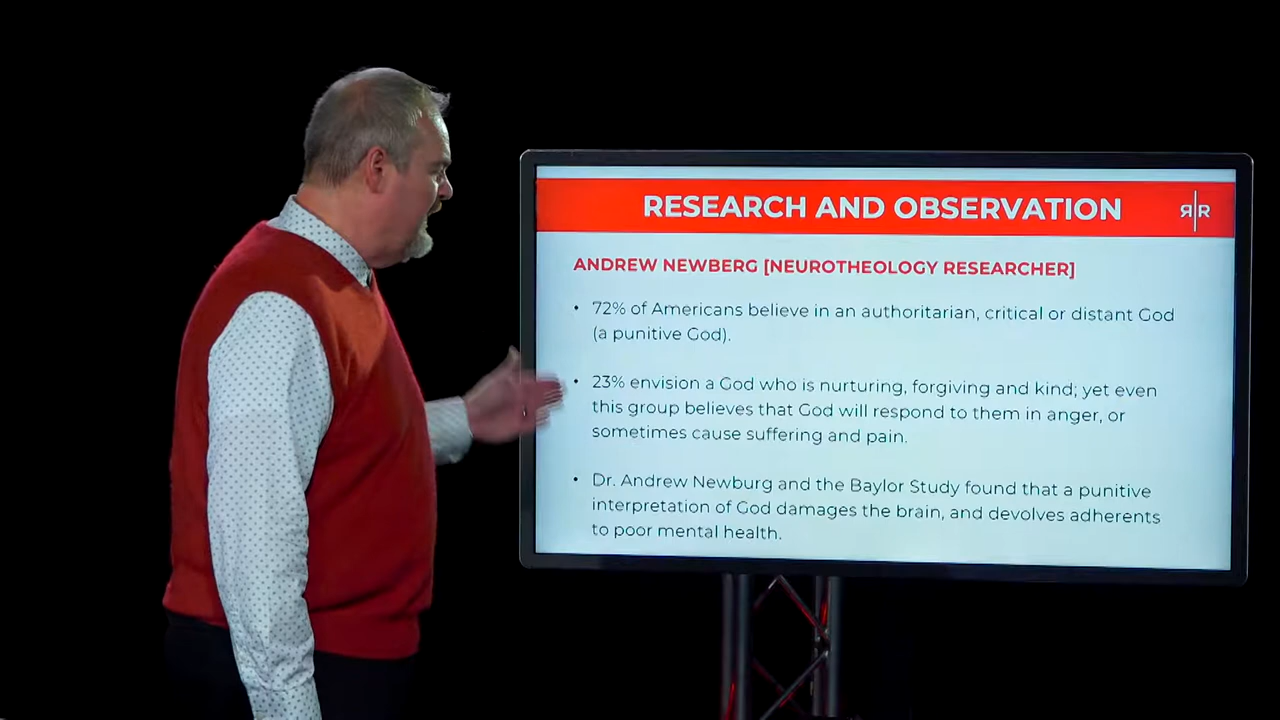 RESEARCH AND OBSERVATION
R|R
ANDREW NEWBERG [NEUROTHEOLOGY RESEARCHER]
• 72% of Americans believe in an authoritarian, critical or distant God
(a punitive God).
• 23% envision a God who is nurturing, forgiving and kind; yet even
this group believes that God will respond to them in anger, or
sometimes cause suffering and pain.
• Dr. Andrew Newburg and the Baylor Study found that a punitive
interpretation of God damages the brain, and devolves adherents
to poor mental health.